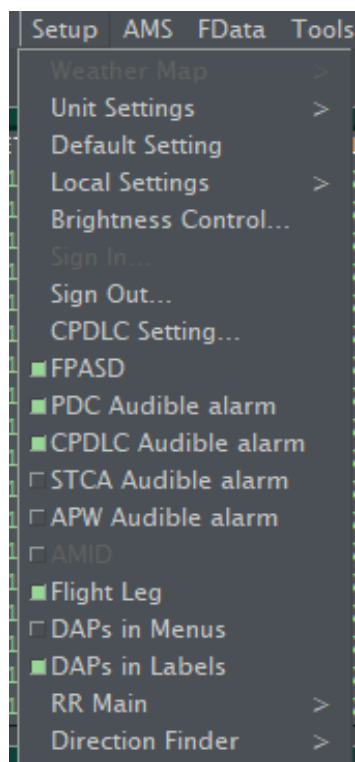 Setup AMS FData Tools
Weather Map >
Unit Settings >
Default Setting
Local Settings >
Brightness Control...
Sign In...
Sign Out...
CPDLC Setting...
FPASD
PDC Audible alarm
CPDLC Audible alarm
STCA Audible alarm
APW Audible alarm
AMID
Flight Leg
DAPs in Menus
DAPs in Labels
RR Main >
Direction Finder >